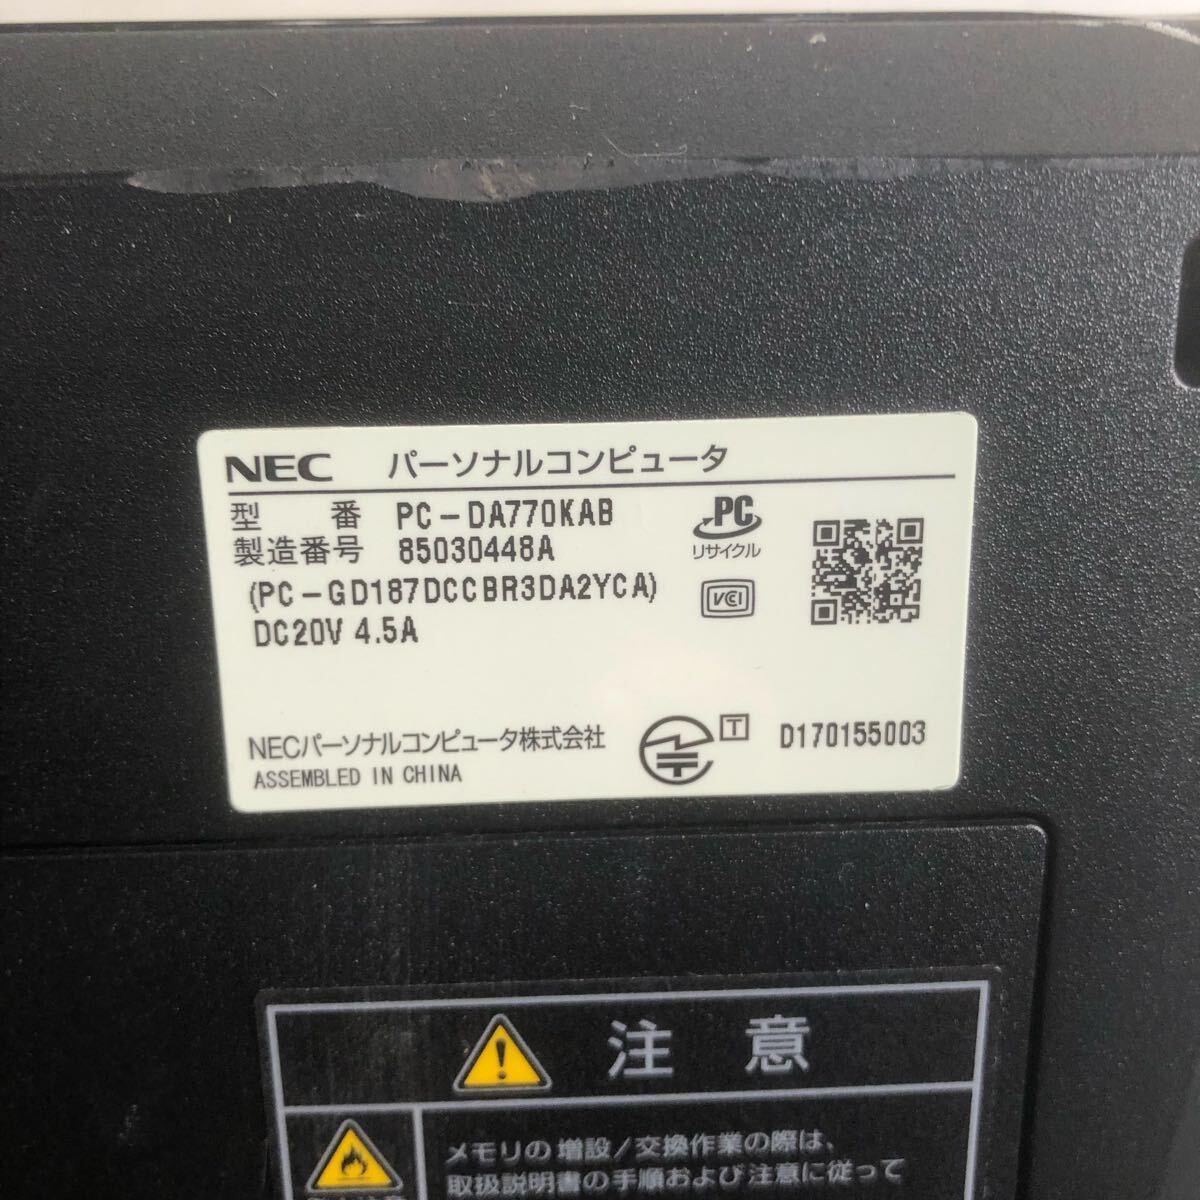 NEC パーソナルコンピュータ
型 番 PC-DA770KAB
製造番号 85030448A
(PC-GD187DCCBR3DA2YCA)
DC20V 4.5A
PC
リサイクル
VCI
NECパーソナルコンピュータ株式会社
ASSEMBLED IN CHINA
T D170155003
注 意
メモリの増設/交換作業の際は、
取扱説明書の手順および注意に従って